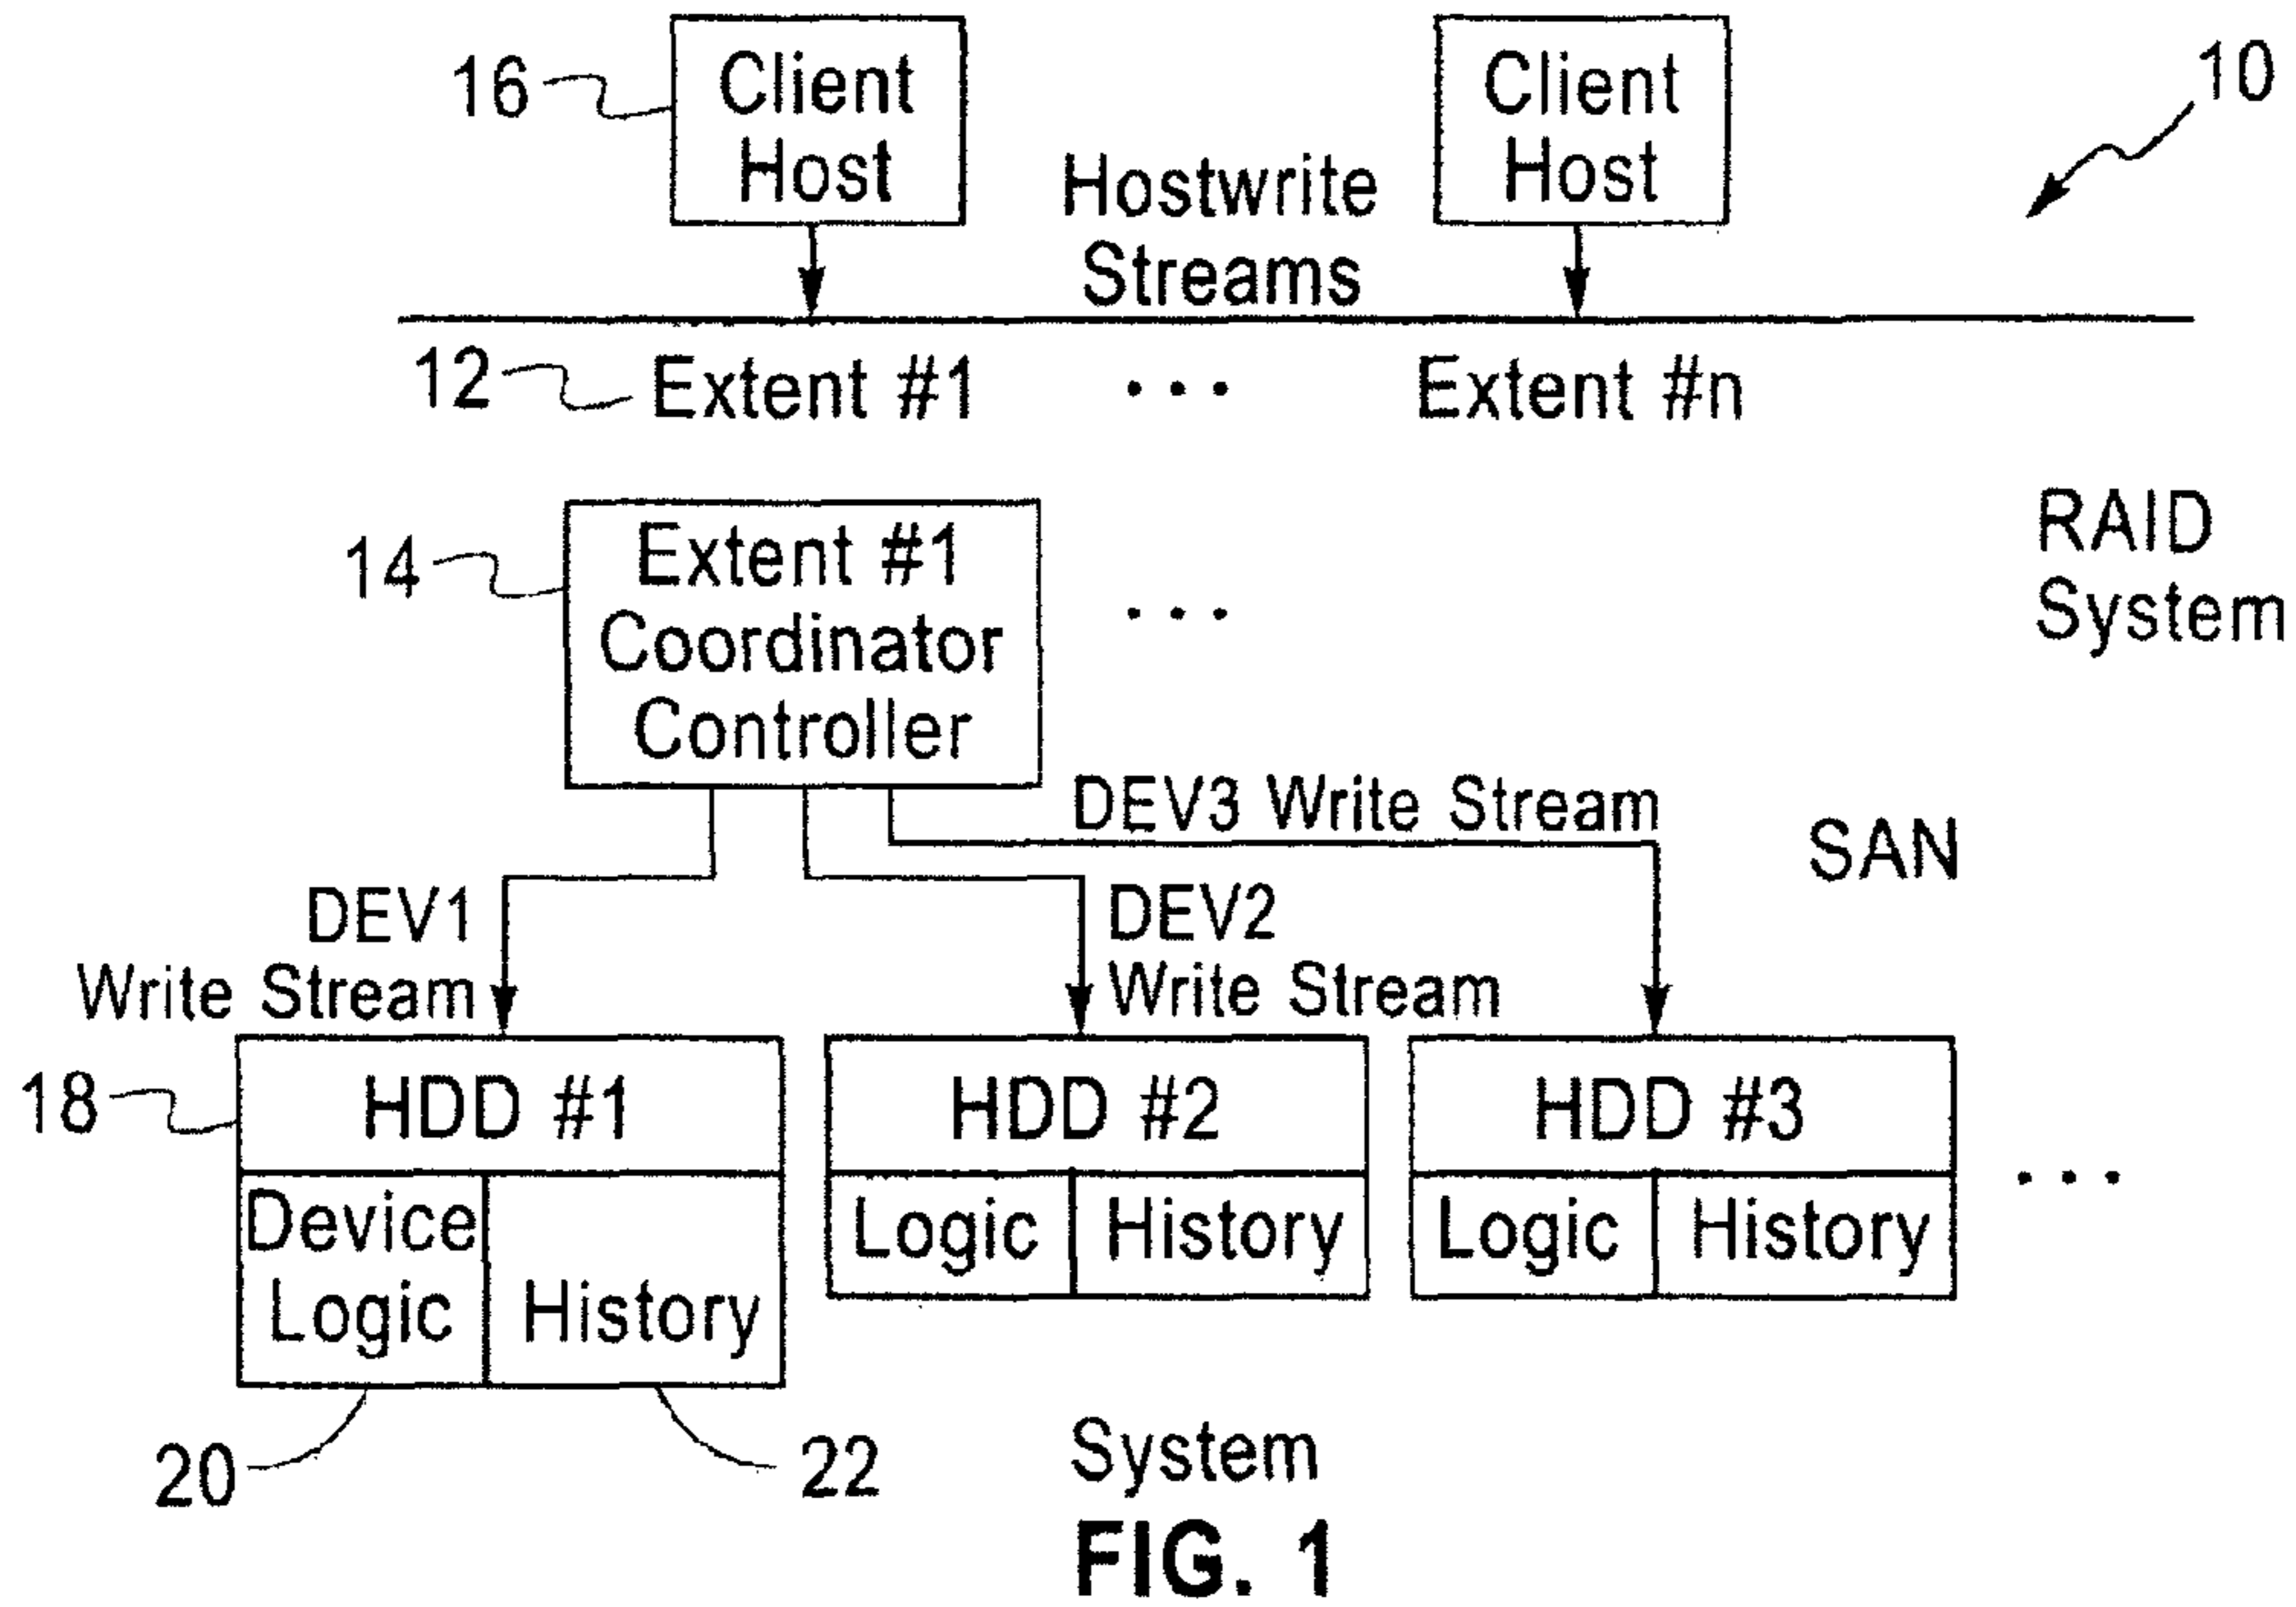 16
Client
Host
Hostwrite
Streams
Client
Host
10
12
Extent #1
...
Extent #n
14
Extent #1
Coordinator
Controller
...
RAID
System
DEV3 Write Stream
SAN
DEV1
Write Stream
DEV2
Write Stream
18
HDD #1
HDD #2
HDD #3
Device
Logic
History
Logic
History
Logic
History
...
20
22
System
FIG. 1